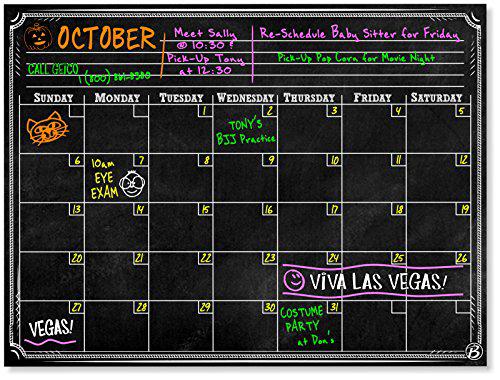 OCTOBER
Meet Sally
@ 10:30 &
Pick-Up Tony
at 12:30
Re-Schedule Baby Sitter for Friday
Pick-Up Pop Corn for Movie Night
CALL GEICO
1 (800)
SUNDAY MONDAY TUESDAY WEDNESDAY THURSDAY FRIDAY SATURDAY
1 2 3 4 5
TONY'S
BJJ Practice
6 7 8 9 10 11 12
10am
EYE
EXAM
13 14 15 16 17 18 19
20 21 22 23 24 25 26
VIVA LAS VEGAS!
27 28 29 30 31
VEGAS!
COSTUME
PARTY
at Don's
B